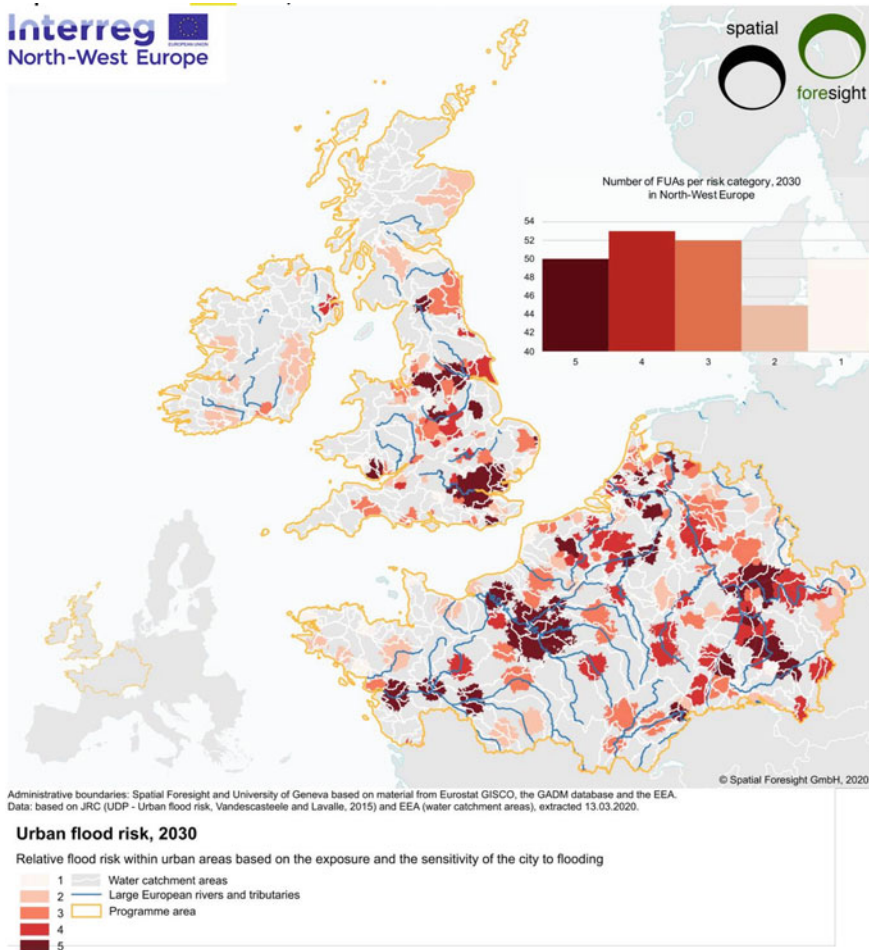 Interreg
EUROPEAN UNION
North-West Europe
spatial
foresight
Number of FUAs per risk category, 2030
in North-West Europe
54
52
50
48
46
44
42
40
5 4 3 2 1
© Spatial Foresight GmbH, 2020
Administrative boundaries: Spatial Foresight and University of Geneva based on material from Eurostat GISCO, the GADM database and the EEA.
Data: based on JRC (UDP - Urban flood risk, Vandescasteele and Lavalle, 2015) and EEA (water catchment areas), extracted 13.03.2020.
Urban flood risk, 2030
Relative flood risk within urban areas based on the exposure and the sensitivity of the city to flooding
1 Water catchment areas
2 Large European rivers and tributaries
3 Programme area
4
5